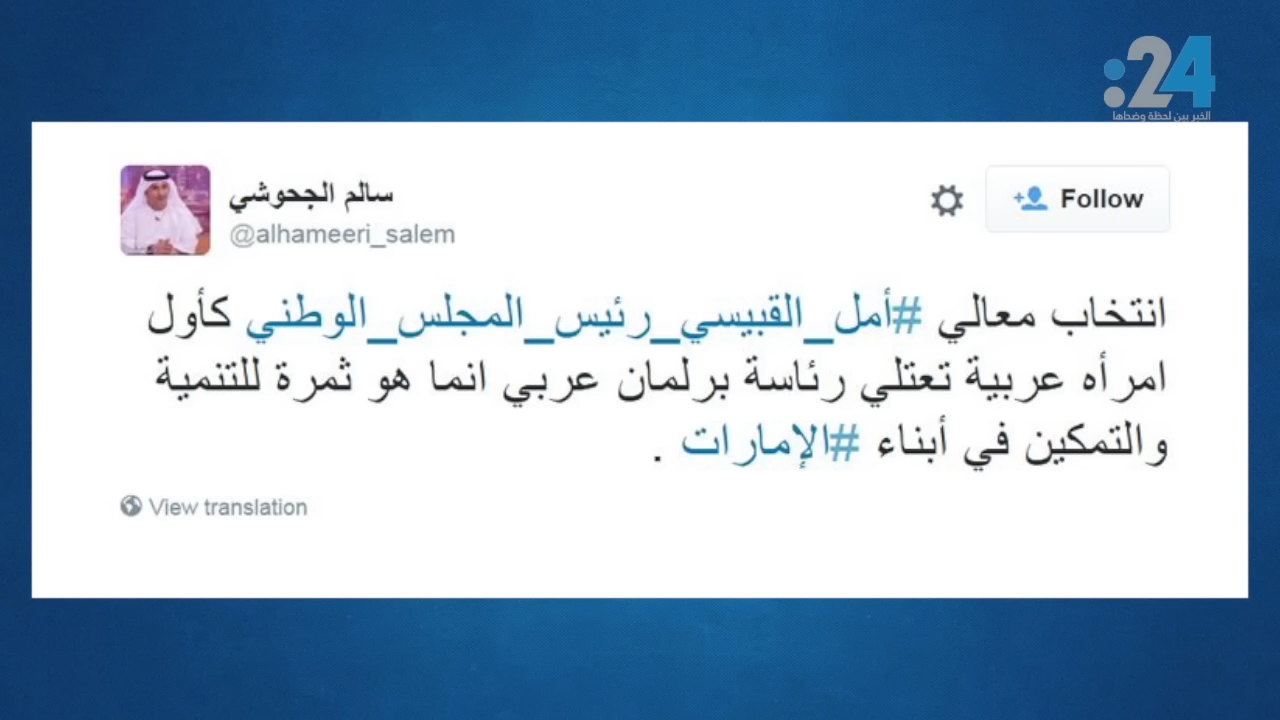 :24
الخبر بين لحظة وضحاها
سالم الجحوشي
@alhameeri_salem
Follow
انتخاب معالي #أمل_القبيسي_رئيس_المجلس_الوطني كأول
امرأه عربية تعتلي رئاسة برلمان عربي انما هو ثمرة للتنمية
والتمكين في أبناء #الإمارات .
View translation